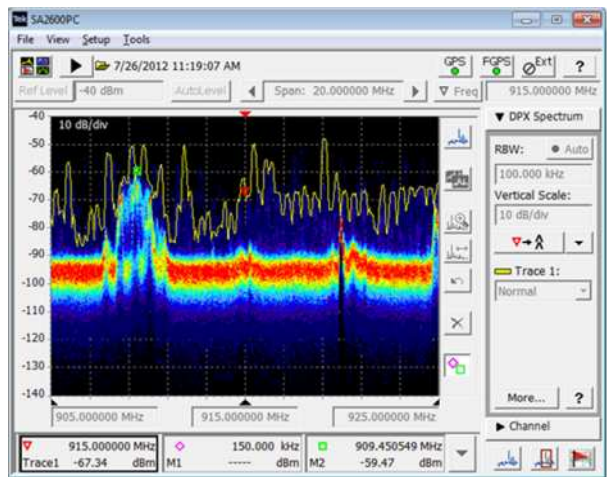 Tek SA2600PC
File View Setup Tools
7/26/2012 11:19:07 AM
GPS
FGPS
Ext
?
Ref Level -40 dBm
AutoLevel
Span: 20.000000 MHz
Freq
915.000000 MHz
-40
10 dB/div
-50
-60
-70
-80
-90
-100
-110
-120
-130
-140
905.000000 MHz
915.000000 MHz
925.000000 MHz
DPX Spectrum
RBW:
Auto
100.000 kHz
Vertical Scale:
10 dB/div
Trace 1:
Normal
More...
?
Channel
915.000000 MHz
Trace1 -67.34 dBm
150.000 kHz
M1 ----- dBm
909.450549 MHz
M2 -59.47 dBm